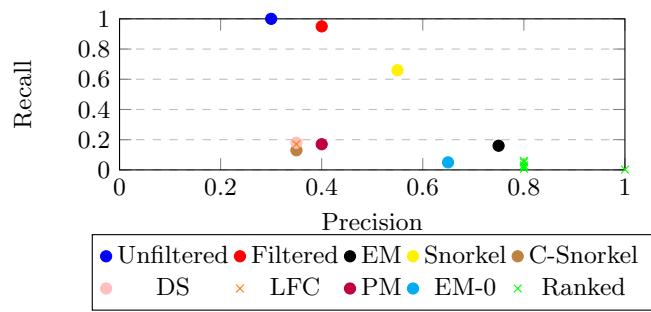 1
0.8
0.6
0.4
0.2
0
Recall
0 0.2 0.4 0.6 0.8 1
Precision
Unfiltered Filtered EM Snorkel C-Snorkel
DS LFC PM EM-0 Ranked